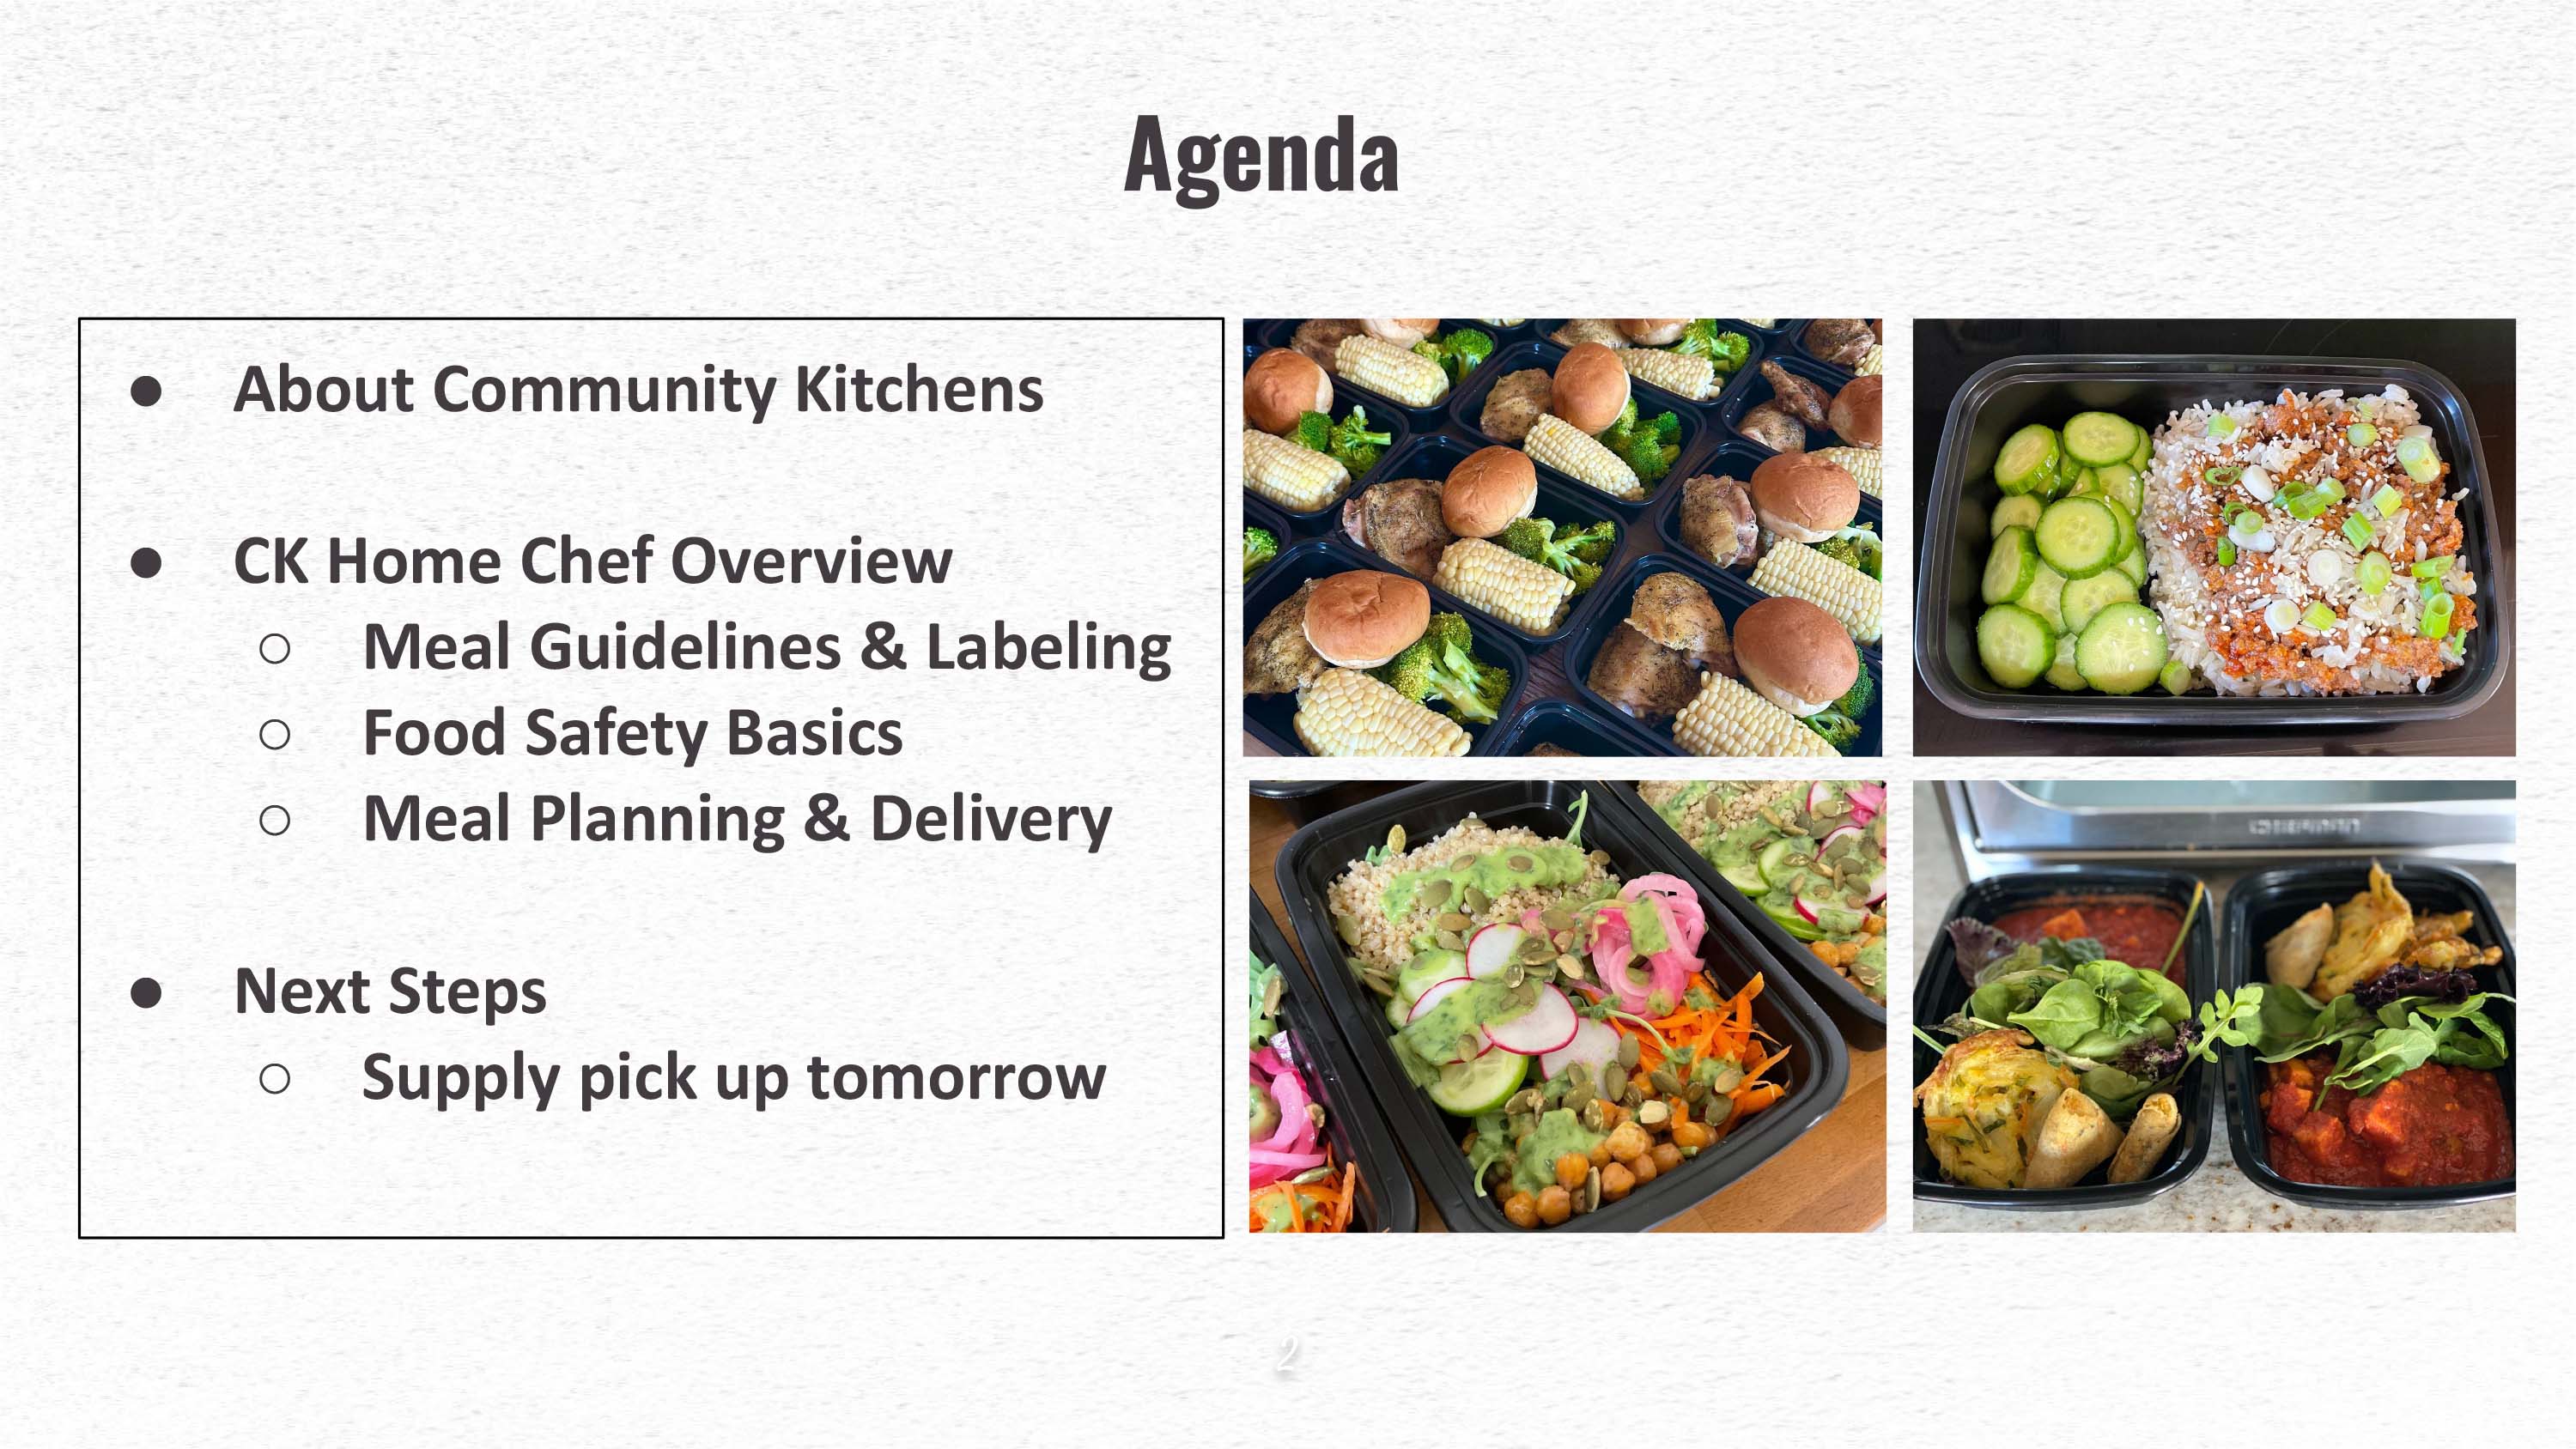 Agenda
● About Community Kitchens
● CK Home Chef Overview
○ Meal Guidelines & Labeling
○ Food Safety Basics
○ Meal Planning & Delivery
● Next Steps
○ Supply pick up tomorrow
2